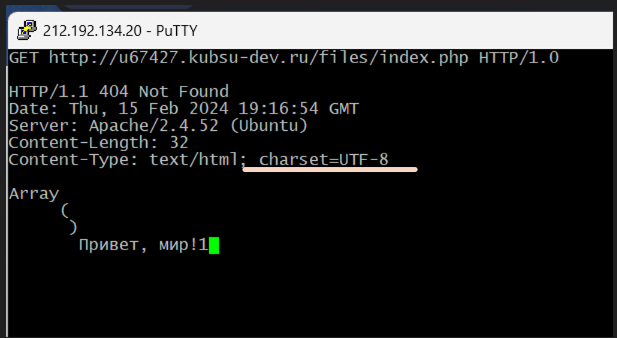 212.192.134.20 - PuTTY
GET http://u67427.kubsu-dev.ru/files/index.php HTTP/1.0
HTTP/1.1 404 Not Found
Date: Thu, 15 Feb 2024 19:16:54 GMT
Server: Apache/2.4.52 (Ubuntu)
Content-Length: 32
Content-Type: text/html; charset=UTF-8
Array
(
)
Привет, мир!1